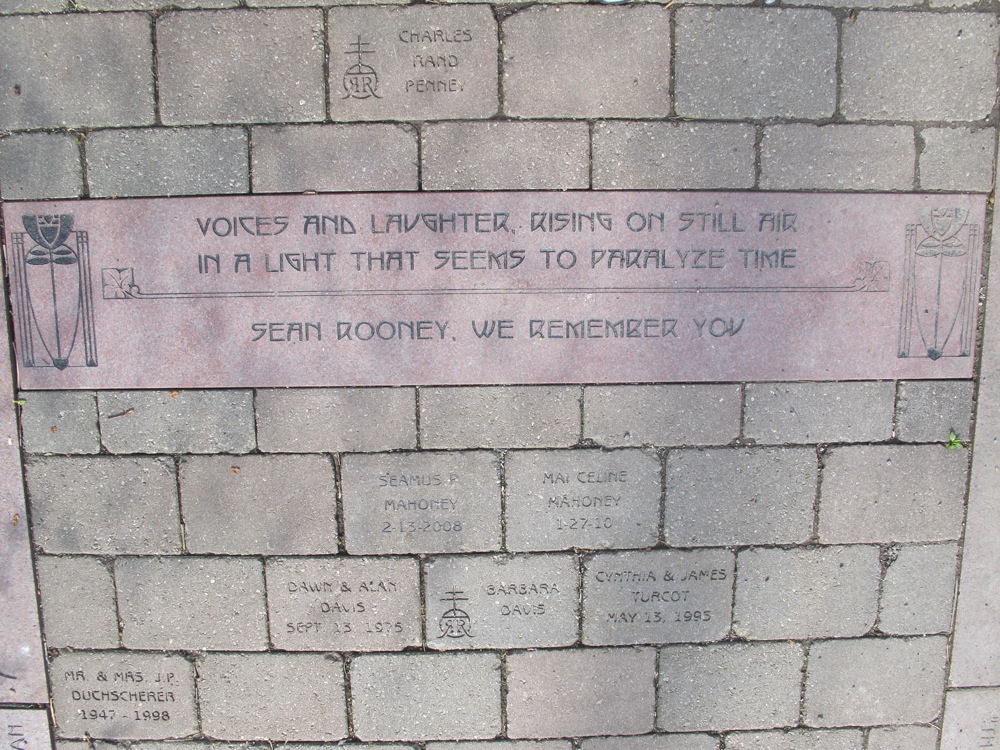 CHARLES
RAND
PENNEY
VOICES AND LAUGHTER, RISING ON STILL AIR
IN A LIGHT THAT SEEMS TO PARALYZE TIME
SEAN ROONEY, WE REMEMBER YOU
SEAMUS P.
MAHONEY
2-13-2008
MAI CELINE
MAHONEY
1-27-10
DAWN & ALAN
DAVIS
SEPT. 13 1975
BARBARA
DAVIS
CYNTHIA & JAMES
TURCOT
MAY 13, 1995
MR. & MRS. J.P.
DUCHSCHERER
1947 - 1998